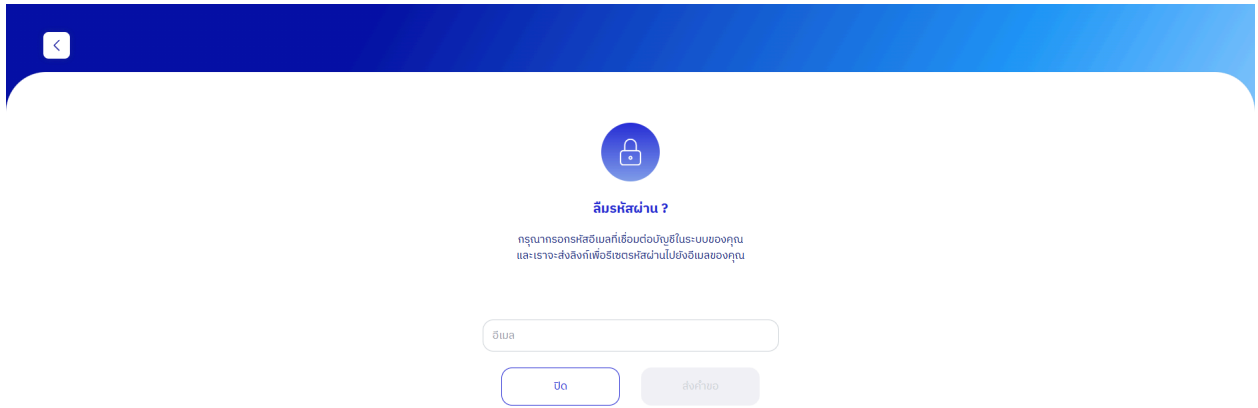 ลืมรหัสผ่าน ?
กรุณากรอกรหัสอีเมลที่เชื่อมต่อบัญชีในระบบของคุณ
และเราจะส่งลิงก์เพื่อรีเซตรหัสผ่านไปยังอีเมลของคุณ
อีเมล
ปิด
ส่งคำขอ